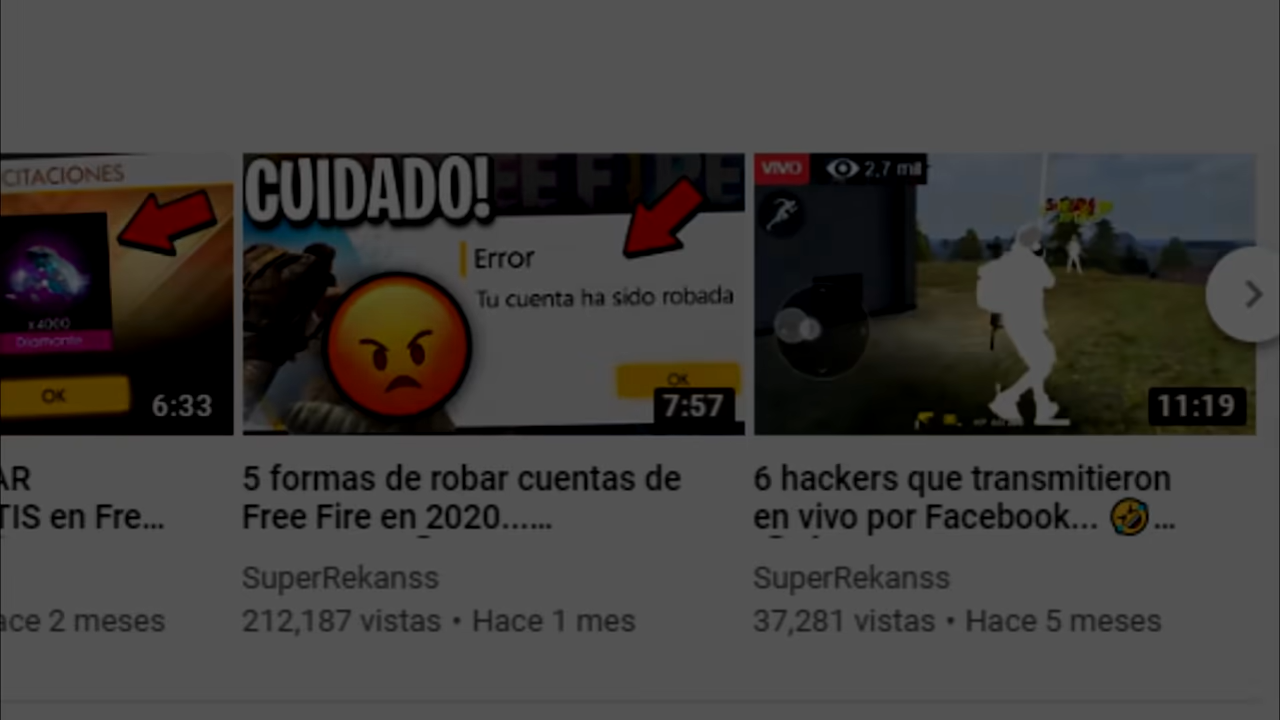 CITACIONES
x4000
Diamante
OK
6:33
CUIDADO!
EE FIRE
Error
Tu cuenta ha sido robada
OK
7:57
VIVO
2,7 mil
11:19
AR
TIS en Fre...
ace 2 meses
5 formas de robar cuentas de
Free Fire en 2020......
SuperRekanss
212,187 vistas • Hace 1 mes
6 hackers que transmitieron
en vivo por Facebook... 🤣...
SuperRekanss
37,281 vistas • Hace 5 meses